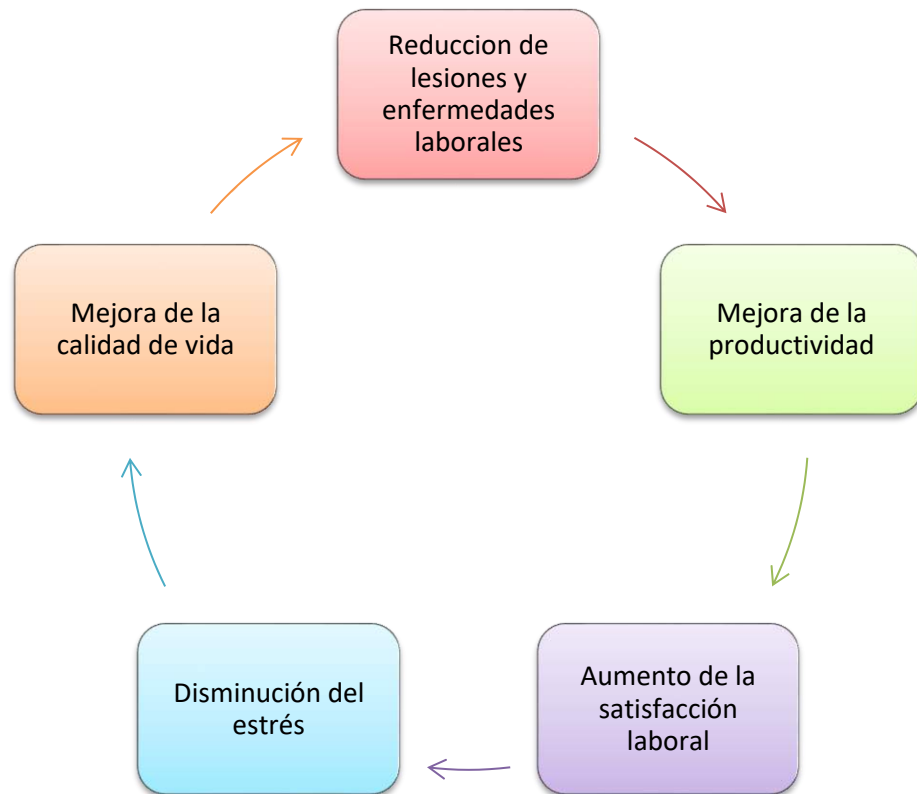 Reduccion de
lesiones y
enfermedades
laborales
Mejora de la
productividad
Aumento de la
satisfacción
laboral
Disminución del
estrés
Mejora de la
calidad de vida